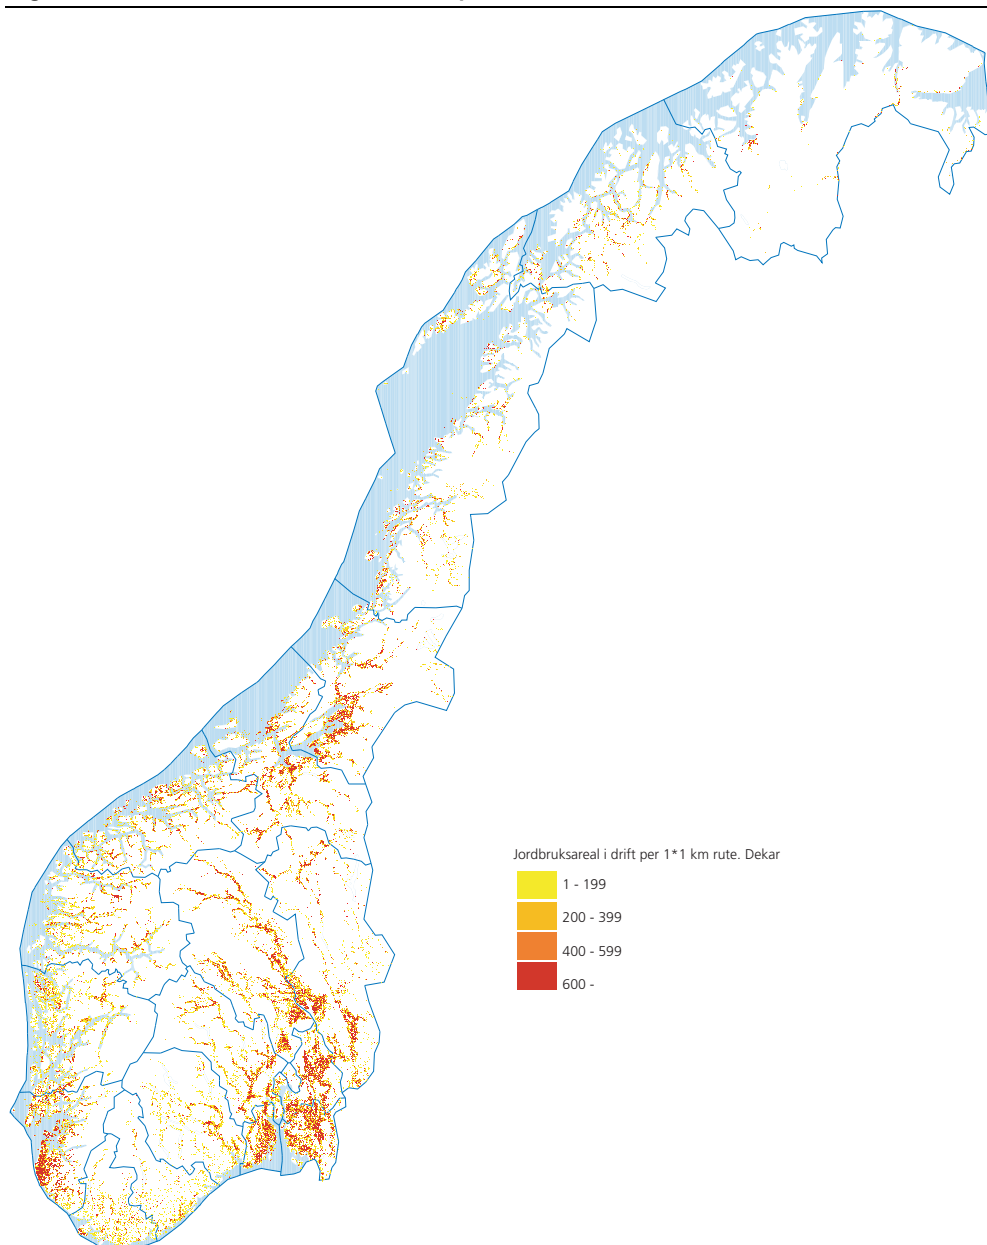 Jordbruksareal i drift per 1*1 km rute. Dekar
1 - 199
200 - 399
400 - 599
600 -